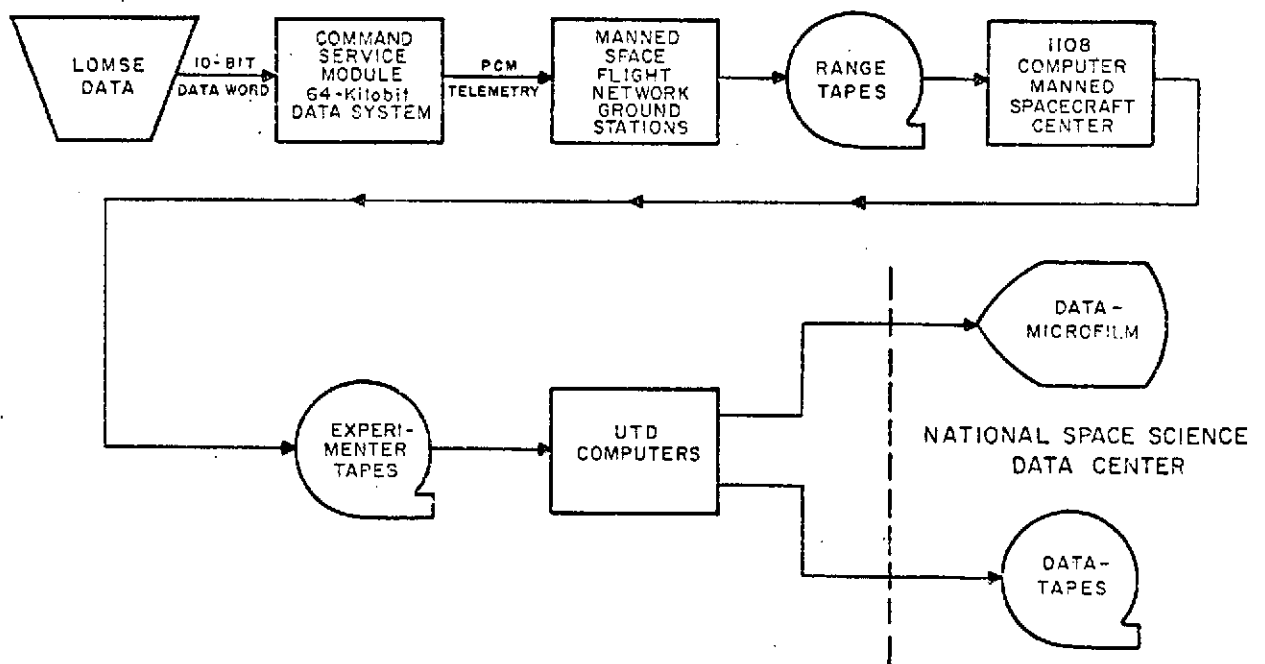 LOMSE
DATA
10-BIT
DATA WORD
COMMAND
SERVICE
MODULE
64-Kilobit
DATA SYSTEM
PCM
TELEMETRY
MANNED
SPACE
FLIGHT
NETWORK
GROUND
STATIONS
RANGE
TAPES
1108
COMPUTER
MANNED
SPACECRAFT
CENTER
EXPERI-
MENTER
TAPES
UTD
COMPUTERS
DATA-
MICROFILM
NATIONAL SPACE SCIENCE
DATA CENTER
DATA-
TAPES